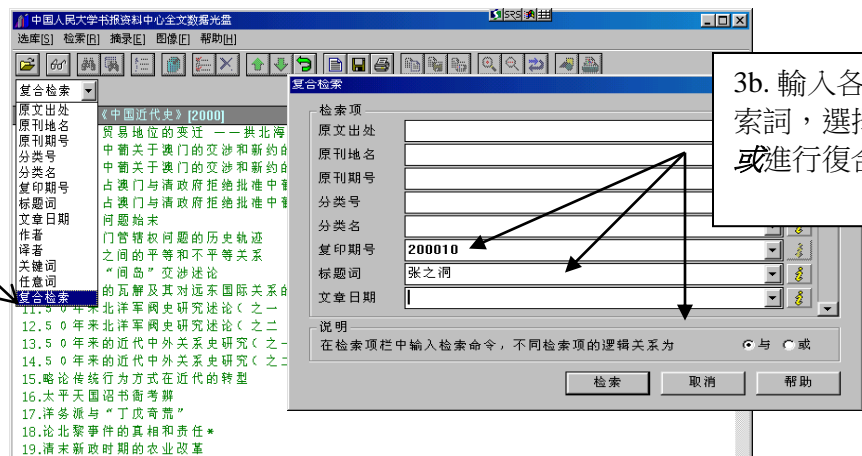 中国人民大学书报资料中心全文数据光盘
选库[S] 检索[R] 摘录[E] 图像[F] 帮助[H]
复合检索
原文出处
原刊地名
原刊期号
分类号
分类名
复印期号
标题词
文章日期
作者
译者
关键词
任意词
复合检索
《中国近代史》[2000]
贸易地位的变迁 ——拱北海
中葡关于澳门的交涉和新约的
中葡关于澳门的交涉和新约的
占澳门与清政府拒绝批准中葡
占澳门与清政府拒绝批准中葡
问题始末
门管辖权问题的历史轨迹
之间的平等和不平等关系
“间岛”交涉述论
的瓦解及其对远东国际关系的
11.50年来北洋军阀史研究述论(之一
12.50年来北洋军阀史研究述论(之二
13.50年来的近代中外关系史研究(之一
14.50年来的近代中外关系史研究(之二
15.略论传统行为方式在近代的转型
16.太平天国诏书衡考辨
17.洋务派与“丁戊奇荒”
18.论北黎事件的真相和责任*
19.清末新政时期的农业改革
复合检索
检索项
原文出处
原刊地名
原刊期号
分类号
分类名
复印期号 200010
标题词 张之洞
文章日期
说明
在检索项栏中输入检索命令，不同检索项的逻辑关系为 与 或
检索 取消 帮助
3b. 輸入各
索詞，選
或進行復合